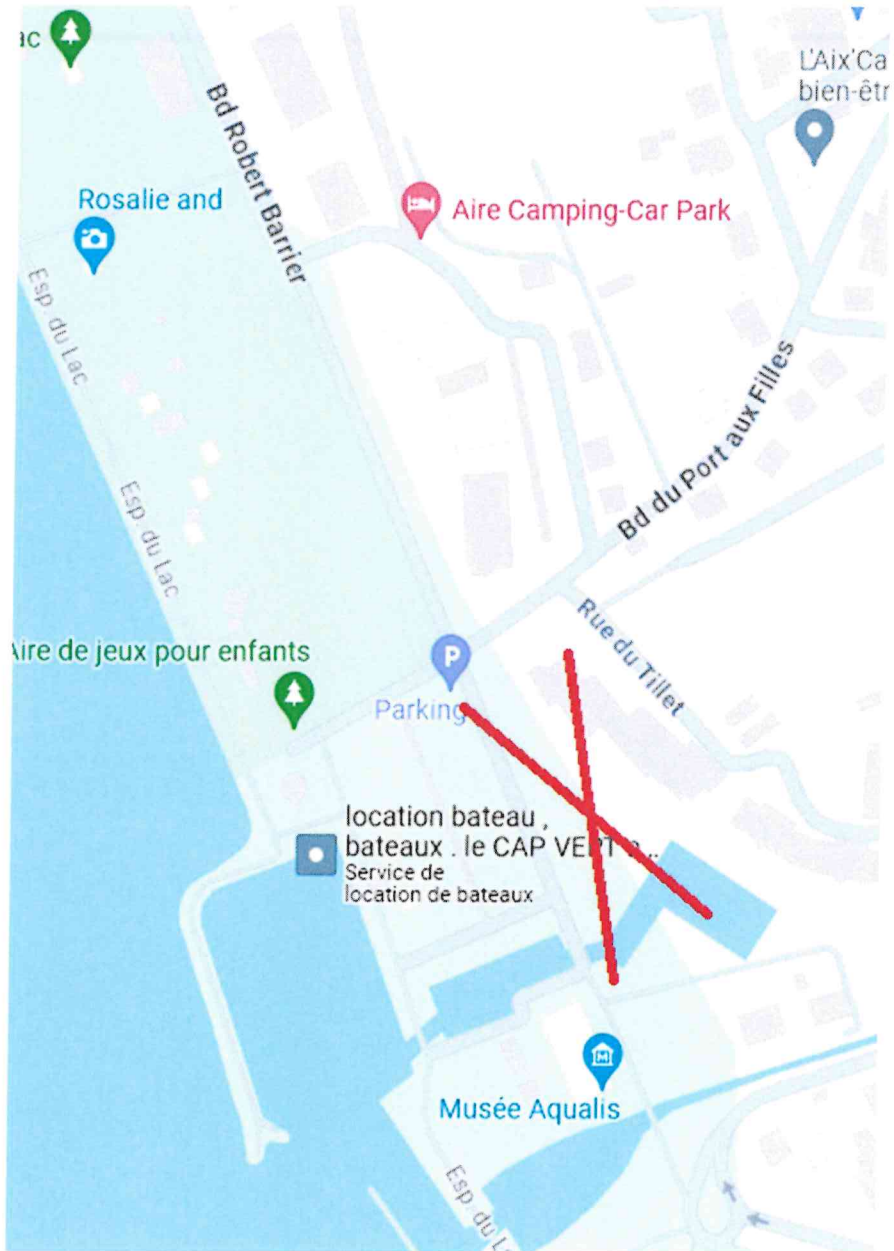 ac
L'Aix'Ca
bien-êtr
Bd Robert Barrier
Rosalie and
Aire Camping-Car Park
Esp. du Lac
Bd du Port aux Filles
Esp. du Lac
Rue du Tillet
Aire de jeux pour enfants
P
Parking
location bateau,
bateaux . le CAP VERT a...
Service de
location de bateaux
M
Musée Aqualis
Esp. du L